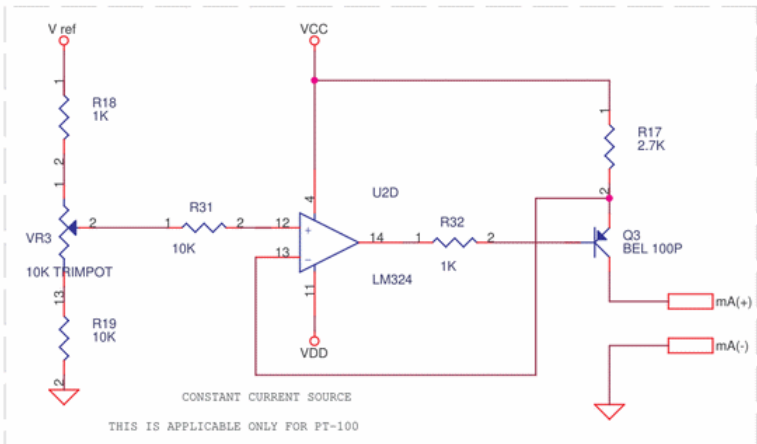 V ref
VCC
1
R18
1K
2
1
R17
2.7K
2
1
VR3
2
10K TRIMPOT
13
R31
1
2
10K
U2D
4
12
+
13
-
14
11
LM324
VDD
R32
1
2
1K
Q3
BEL 100P
mA(+)
mA(-)
R19
10K
2
CONSTANT CURRENT SOURCE
THIS IS APPLICABLE ONLY FOR PT-100